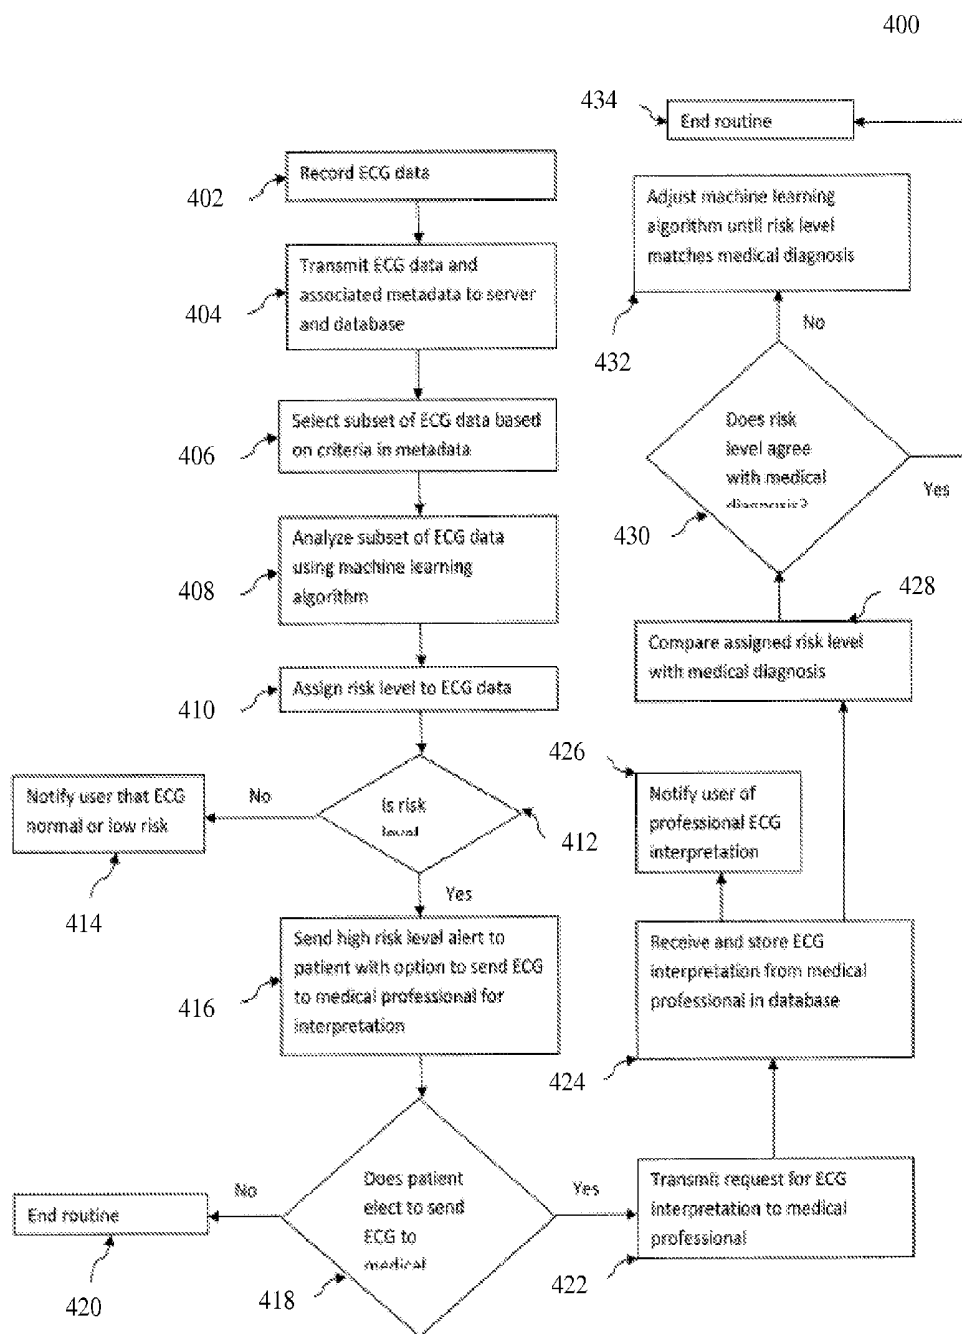 400
434
End routine
402
Record ECG data
Adjust machine learning
algorithm until risk level
matches medical diagnosis
404
Transmit ECG data and
associated metadata to server
and database
432
No
406
Select subset of ECG data based
on criteria in metadata
Does risk
level agree
with medical
diagnosis?
Yes
430
408
Analyze subset of ECG data
using machine learning
algorithm
428
Compare assigned risk level
with medical diagnosis
410
Assign risk level to ECG data
426
Notify user that ECG
normal or low risk
No
Is risk
level
412
Notify user of
professional ECG
interpretation
414
Yes
416
Send high risk level alert to
patient with option to send ECG
to medical professional for
interpretation
Receive and store ECG
interpretation from medical
professional in database
424
No
Does patient
elect to send
ECG to
medical
Yes
Transmit request for ECG
interpretation to medical
professional
End routine
420
418
422